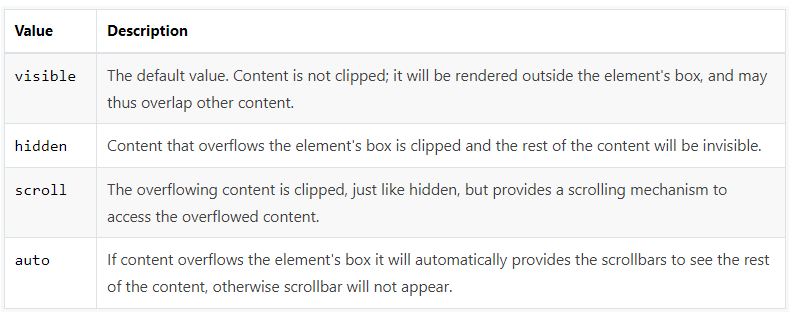 Value Description
visible The default value. Content is not clipped; it will be rendered outside the element's box, and may
thus overlap other content.
hidden Content that overflows the element's box is clipped and the rest of the content will be invisible.
scroll The overflowing content is clipped, just like hidden, but provides a scrolling mechanism to
access the overflowed content.
auto If content overflows the element's box it will automatically provides the scrollbars to see the rest
of the content, otherwise scrollbar will not appear.